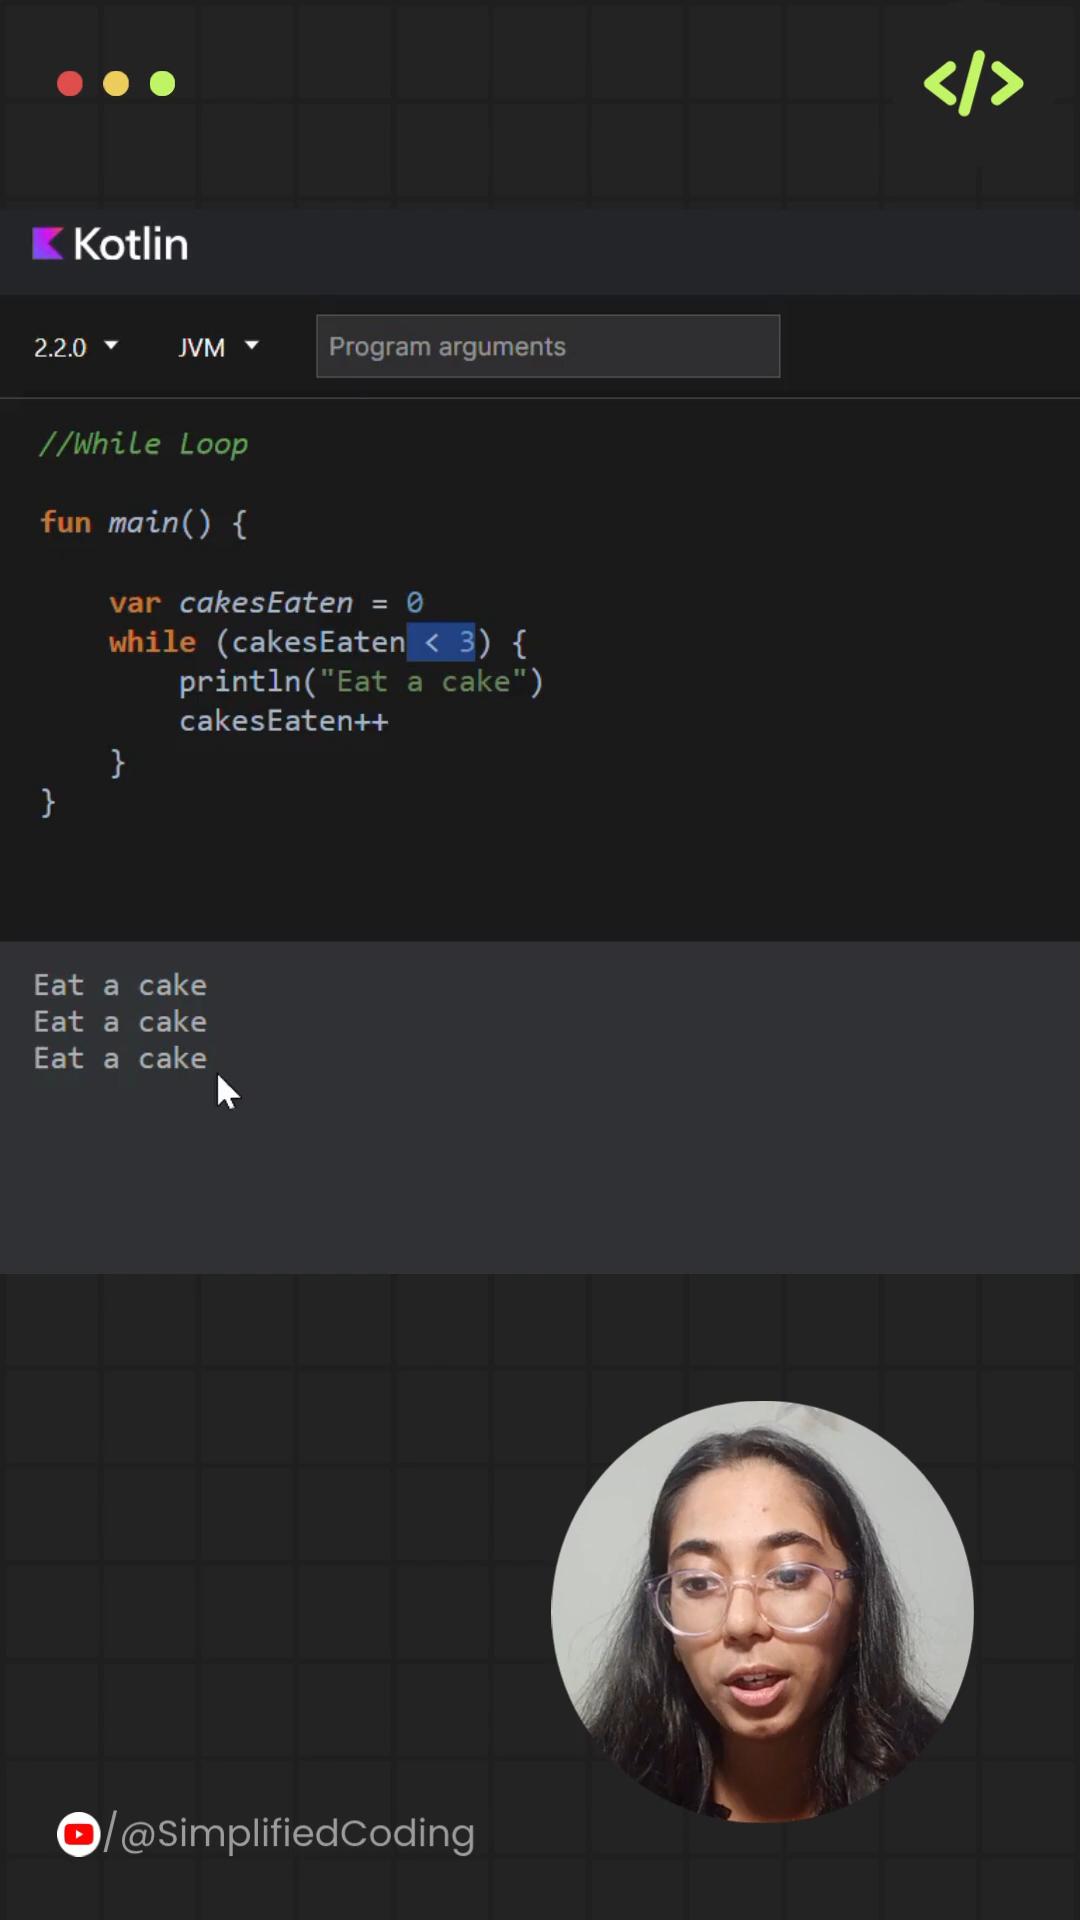 </>
Kotlin
2.2.0 JVM Program arguments
//While Loop
fun main() {
var cakesEaten = 0
while (cakesEaten < 3) {
println("Eat a cake")
cakesEaten++
}
}
Eat a cake
Eat a cake
Eat a cake
/@SimplifiedCoding